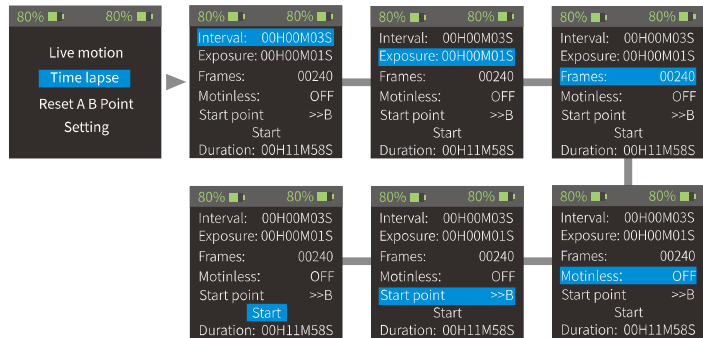 80% 80%
Live motion
Time lapse
Reset A B Point
Setting
80% 80%
Interval: 00H00M03S
Exposure: 00H00M01S
Frames: 00240
Motinless: OFF
Start point >>B
Start
Duration: 00H11M58S
80% 80%
Interval: 00H00M03S
Exposure: 00H00M01S
Frames: 00240
Motinless: OFF
Start point >>B
Start
Duration: 00H11M58S
80% 80%
Interval: 00H00M03S
Exposure: 00H00M01S
Frames: 00240
Motinless: OFF
Start point >>B
Start
Duration: 00H11M58S
80% 80%
Interval: 00H00M03S
Exposure: 00H00M01S
Frames: 00240
Motinless: OFF
Start point >>B
Start
Duration: 00H11M58S
80% 80%
Interval: 00H00M03S
Exposure: 00H00M01S
Frames: 00240
Motinless: OFF
Start point >>B
Start
Duration: 00H11M58S
80% 80%
Interval: 00H00M03S
Exposure: 00H00M01S
Frames: 00240
Motinless: OFF
Start point >>B
Start
Duration: 00H11M58S